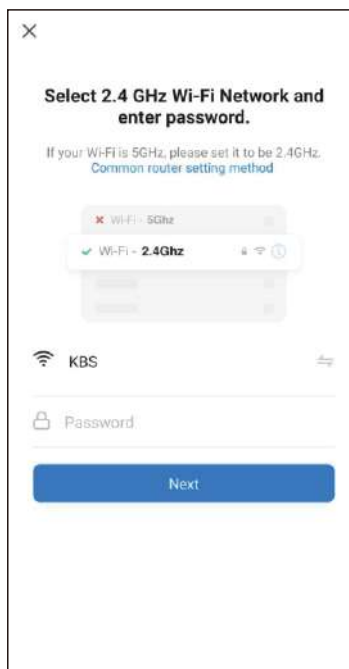 Select 2.4 GHz Wi-Fi Network and
enter password.
If your Wi-Fi is 5GHz, please set it to be 2.4GHz.
Common router setting method
Wi-Fi - 5Ghz
Wi-Fi - 2.4Ghz
KBS
Password
Next